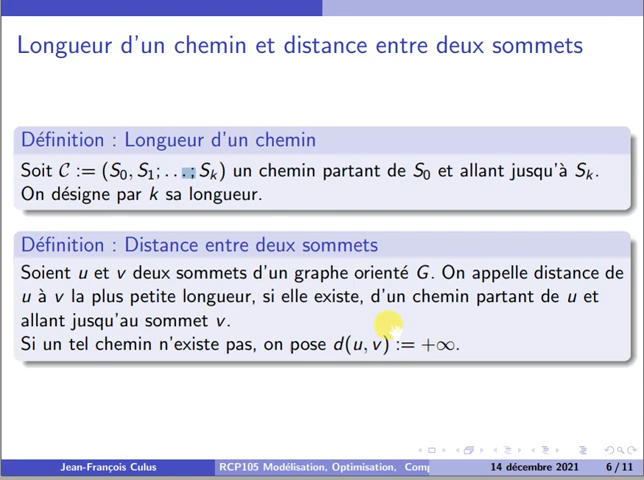 Longueur d'un chemin et distance entre deux sommets
Définition : Longueur d'un chemin
Soit C := (S₀, S₁; . . .; Sₖ) un chemin partant de S₀ et allant jusqu'à Sₖ.
On désigne par k sa longueur.
Définition : Distance entre deux sommets
Soient u et v deux sommets d'un graphe orienté G. On appelle distance de
u à v la plus petite longueur, si elle existe, d'un chemin partant de u et
allant jusqu'au sommet v.
Si un tel chemin n'existe pas, on pose d(u, v) := +∞.
Jean-François Culus RCP105 Modélisation, Optimisation, Comp 14 décembre 2021 6 / 11